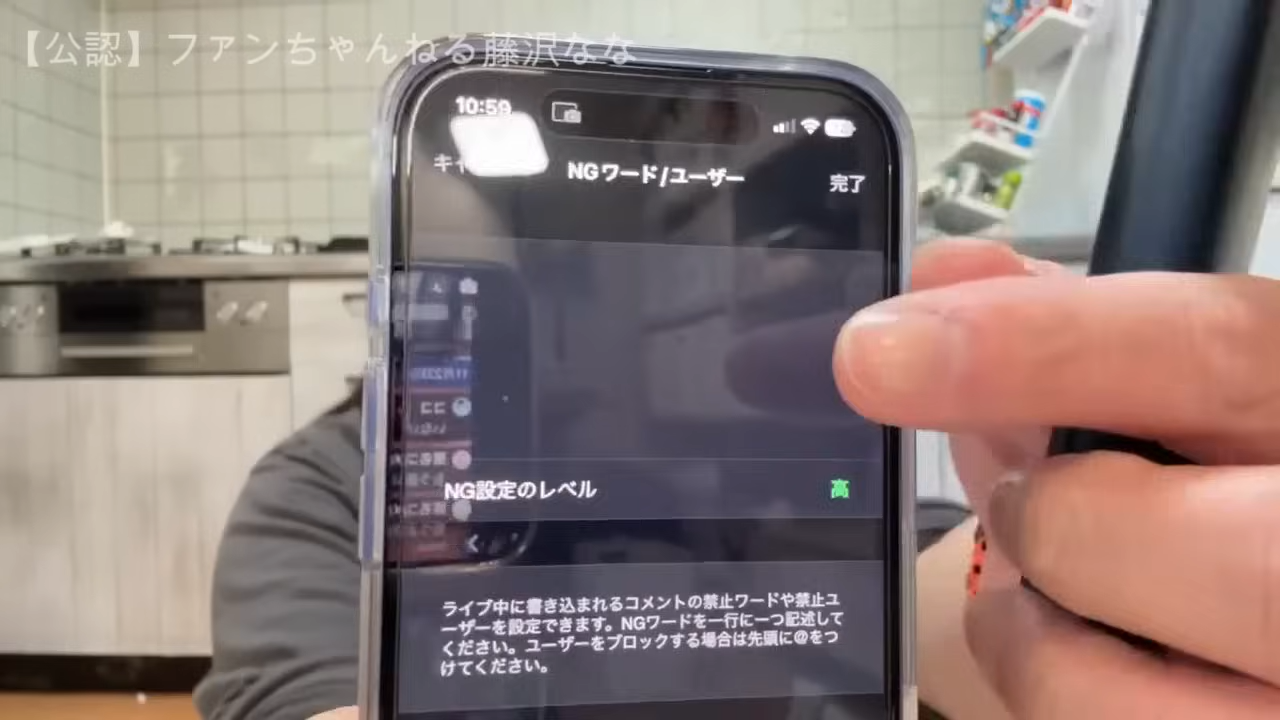 【公認】ファンちゃんねる藤沢なな
10:59
キャ
NGワード/ユーザー
完了
NG設定のレベル
高
ライブ中に書き込まれるコメントの禁止ワードや禁止ユ
ーザーを設定できます。NGワードを一行に一つ記述して
ください。ユーザーをブロックする場合は先頭に@をつ
けてください。